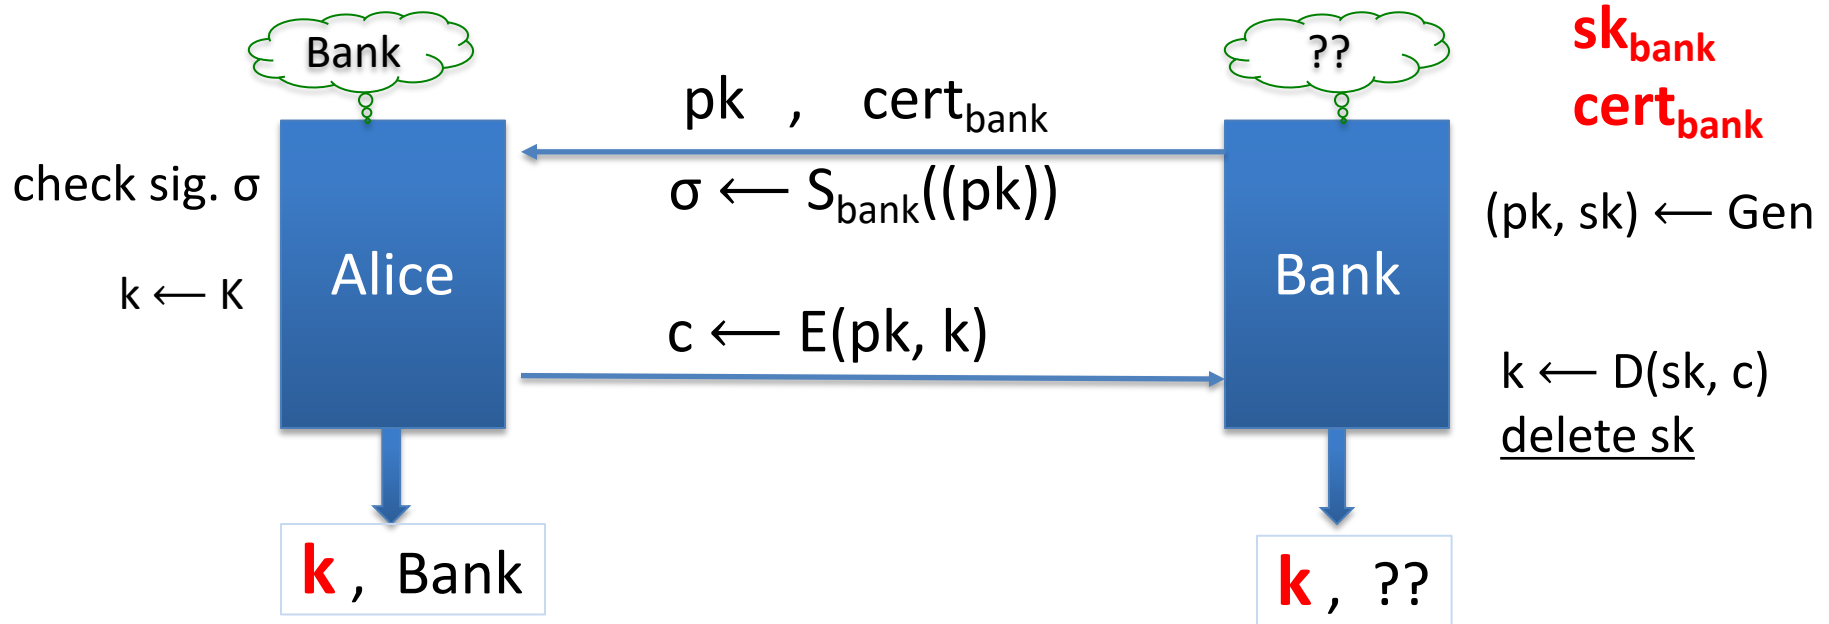 Bank
??
sk_bank
cert_bank
pk , cert_bank
check sig. σ
σ ⟵ S_bank((pk))
(pk, sk) ⟵ Gen
Alice
Bank
k ⟵ K
c ⟵ E(pk, k)
k ⟵ D(sk, c)
delete sk
k , Bank
k , ??